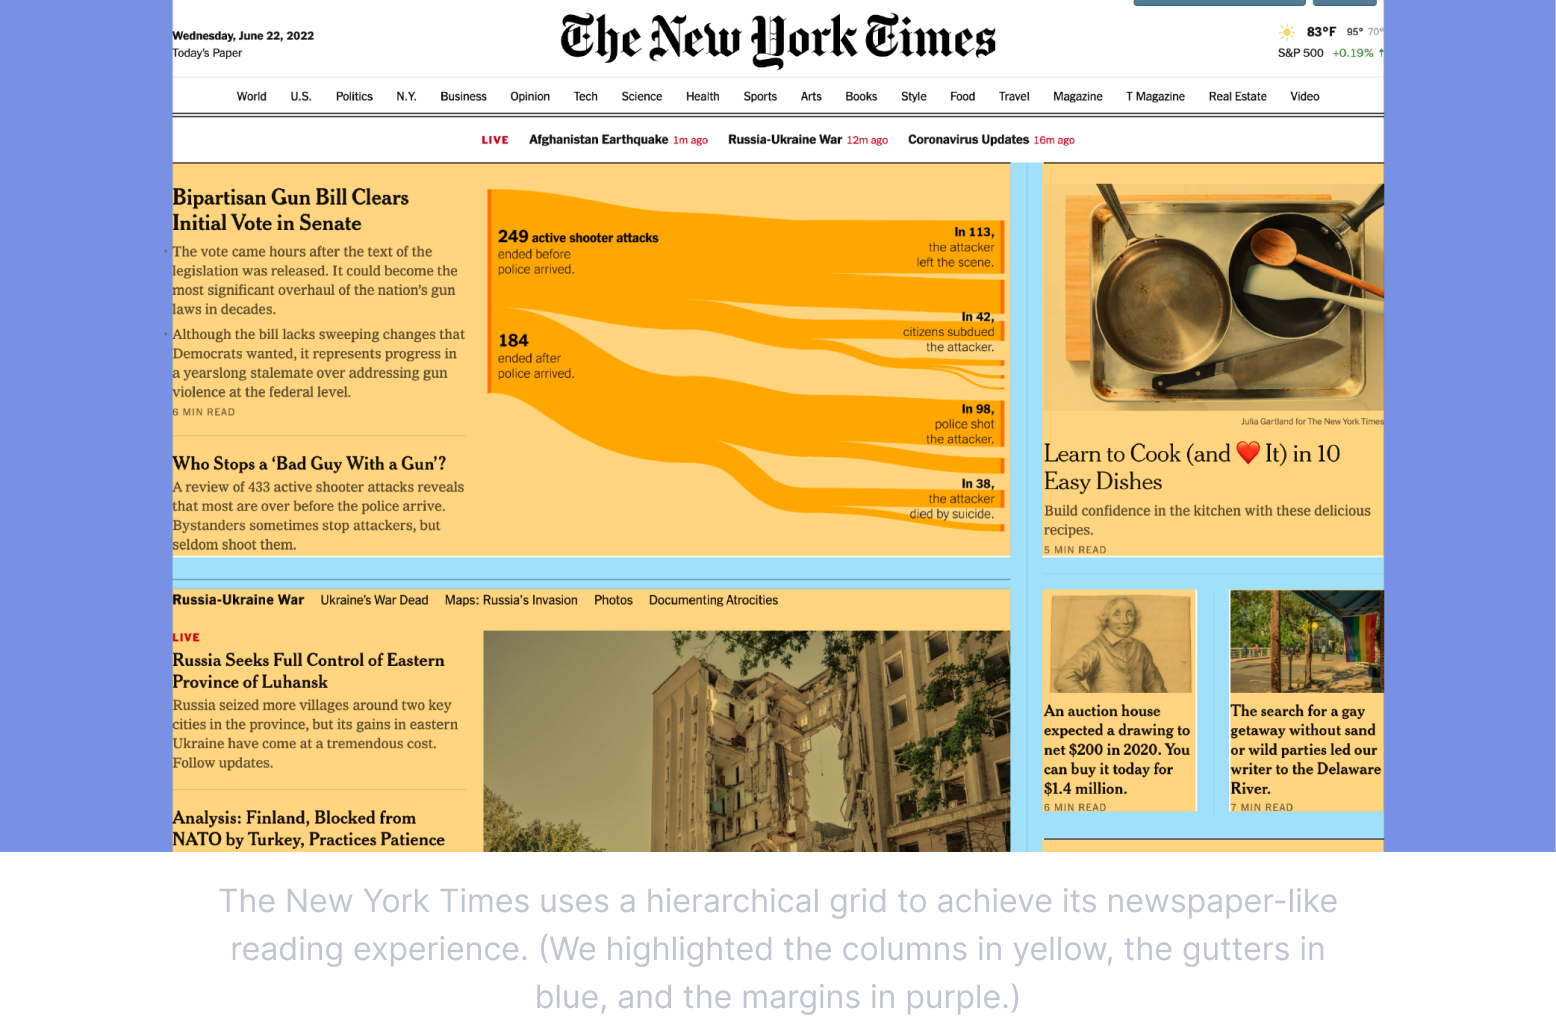 The New York Times
Wednesday, June 22, 2022
Today's Paper
83°F 95° 70°
S&P 500 +0.19% ↑
World U.S. Politics N.Y. Business Opinion Tech Science Health Sports Arts Books Style Food Travel Magazine T Magazine Real Estate Video
LIVE Afghanistan Earthquake 1m ago Russia-Ukraine War 12m ago Coronavirus Updates 16m ago
Bipartisan Gun Bill Clears
Initial Vote in Senate
• The vote came hours after the text of the
legislation was released. It could become the
most significant overhaul of the nation's gun
laws in decades.
• Although the bill lacks sweeping changes that
Democrats wanted, it represents progress in
a yearslong stalemate over addressing gun
violence at the federal level.
6 MIN READ
Who Stops a ‘Bad Guy With a Gun’?
A review of 433 active shooter attacks reveals
that most are over before the police arrive.
Bystanders sometimes stop attackers, but
seldom shoot them.
249 active shooter attacks
ended before
police arrived.
184
ended after
police arrived.
In 113,
the attacker
left the scene.
In 42,
citizens subdued
the attacker.
In 98,
police shot
the attacker.
In 38,
the attacker
died by suicide.
Julia Gartland for The New York Times
Learn to Cook (and ❤️ It) in 10
Easy Dishes
Build confidence in the kitchen with these delicious
recipes.
5 MIN READ
Russia-Ukraine War Ukraine's War Dead Maps: Russia's Invasion Photos Documenting Atrocities
LIVE
Russia Seeks Full Control of Eastern
Province of Luhansk
Russia seized more villages around two key
cities in the province, but its gains in eastern
Ukraine have come at a tremendous cost.
Follow updates.
Analysis: Finland, Blocked from
NATO by Turkey, Practices Patience
An auction house
expected a drawing to
net $200 in 2020. You
can buy it today for
$1.4 million.
6 MIN READ
The search for a gay
getaway without sand
or wild parties led our
writer to the Delaware
River.
7 MIN READ
The New York Times uses a hierarchical grid to achieve its newspaper-like
reading experience. (We highlighted the columns in yellow, the gutters in
blue, and the margins in purple.)